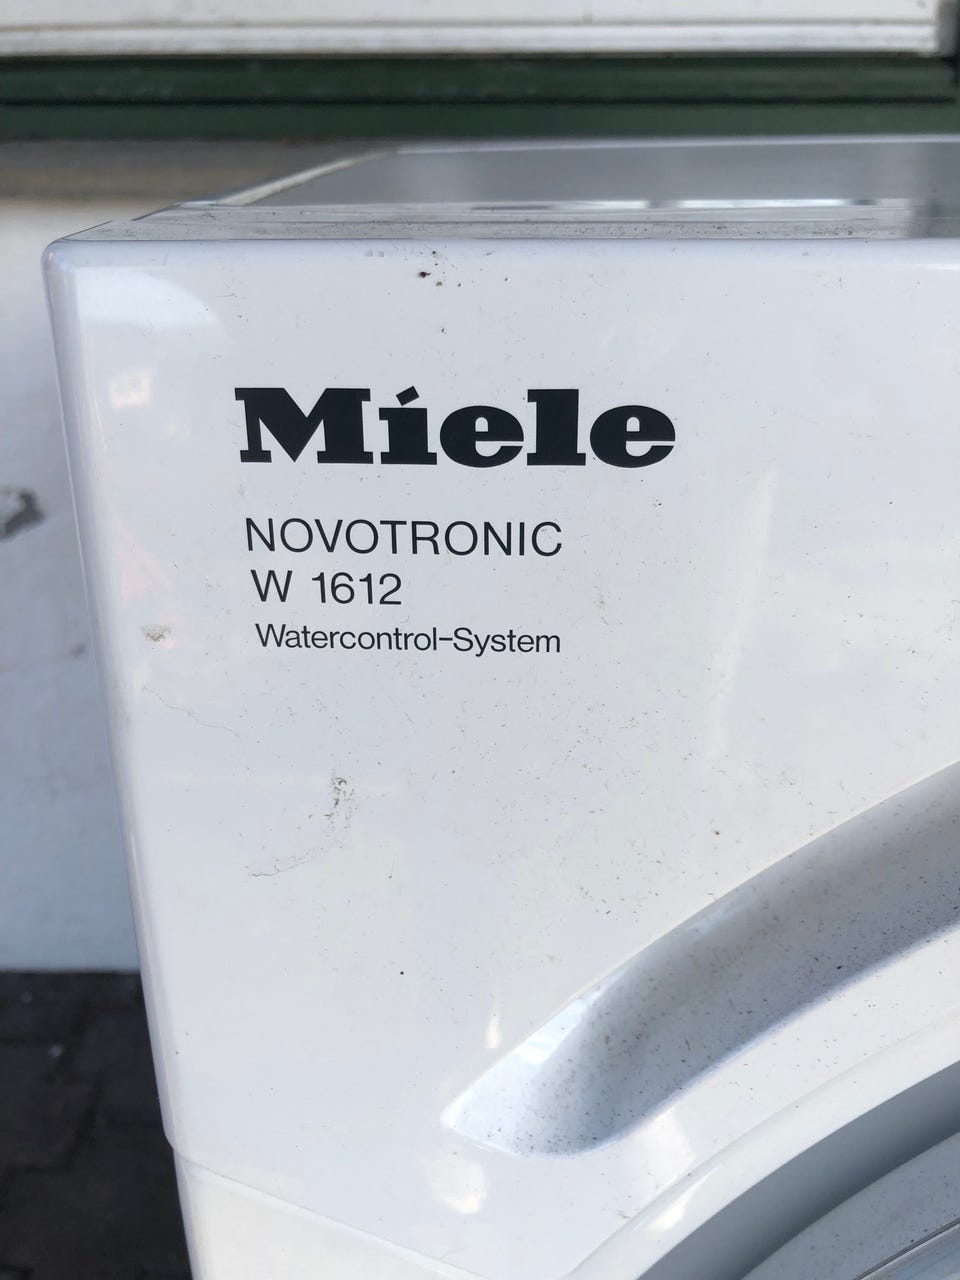 Miele
NOVOTRONIC
W 1612
Watercontrol-System